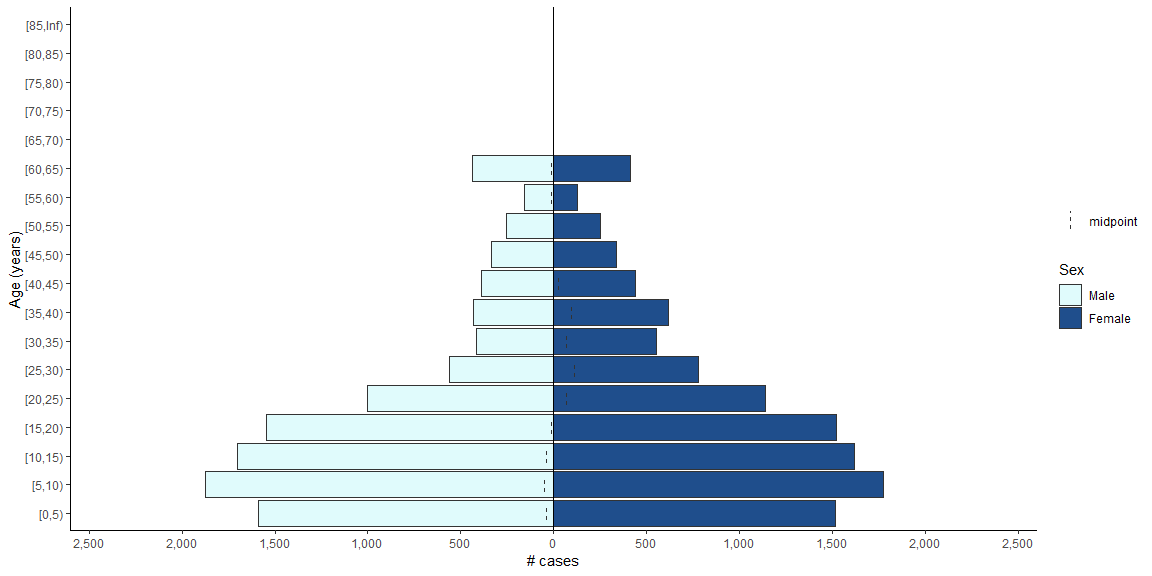 [85,Inf)
[80,85)
[75,80)
[70,75)
[65,70)
[60,65)
[55,60)
[50,55)
[45,50)
[40,45)
[35,40)
[30,35)
[25,30)
[20,25)
[15,20)
[10,15)
[5,10)
[0,5)
Age (years)
2,500 2,000 1,500 1,000 500 0 500 1,000 1,500 2,000 2,500
# cases
midpoint
Sex
Male
Female